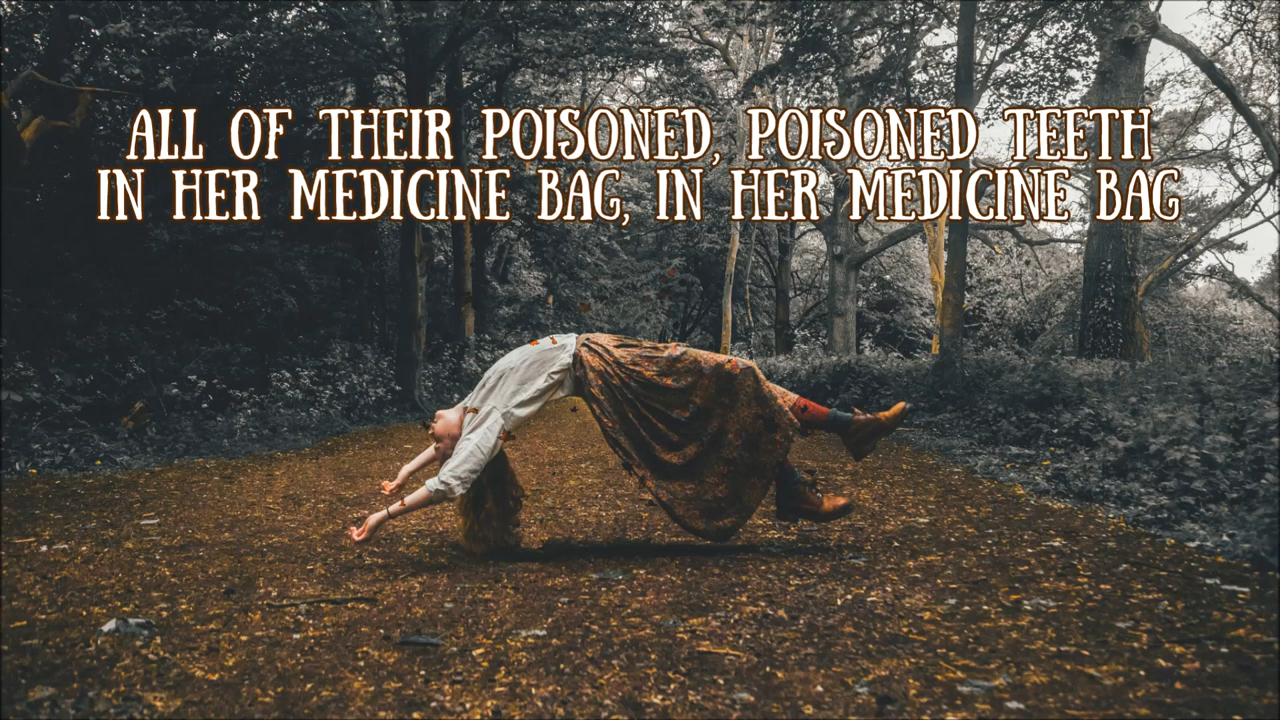 ALL OF THEIR POISONED, POISONED TEETH
IN HER MEDICINE BAG, IN HER MEDICINE BAG